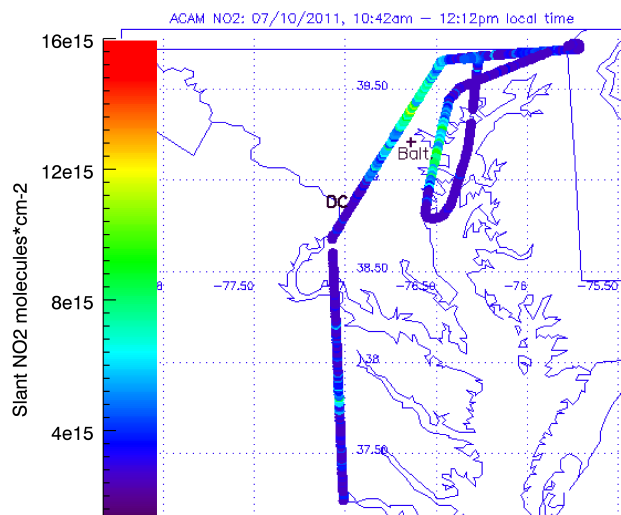 ACAM NO2: 07/10/2011, 10:42am – 12:12pm local time
16e15
39.50
12e15
Balt.
DC
Slant NO2 molecules*cm-2
38.50
-77.50
-76.50
-76
-75.50
8e15
38
4e15
37.50